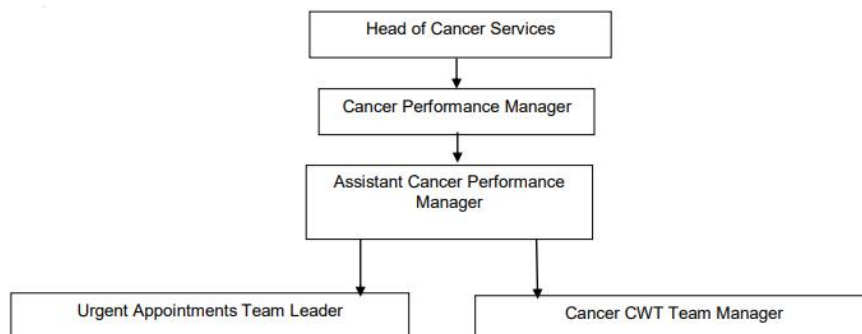 Head of Cancer Services
Cancer Performance Manager
Assistant Cancer Performance
Manager
Urgent Appointments Team Leader
Cancer CWT Team Manager